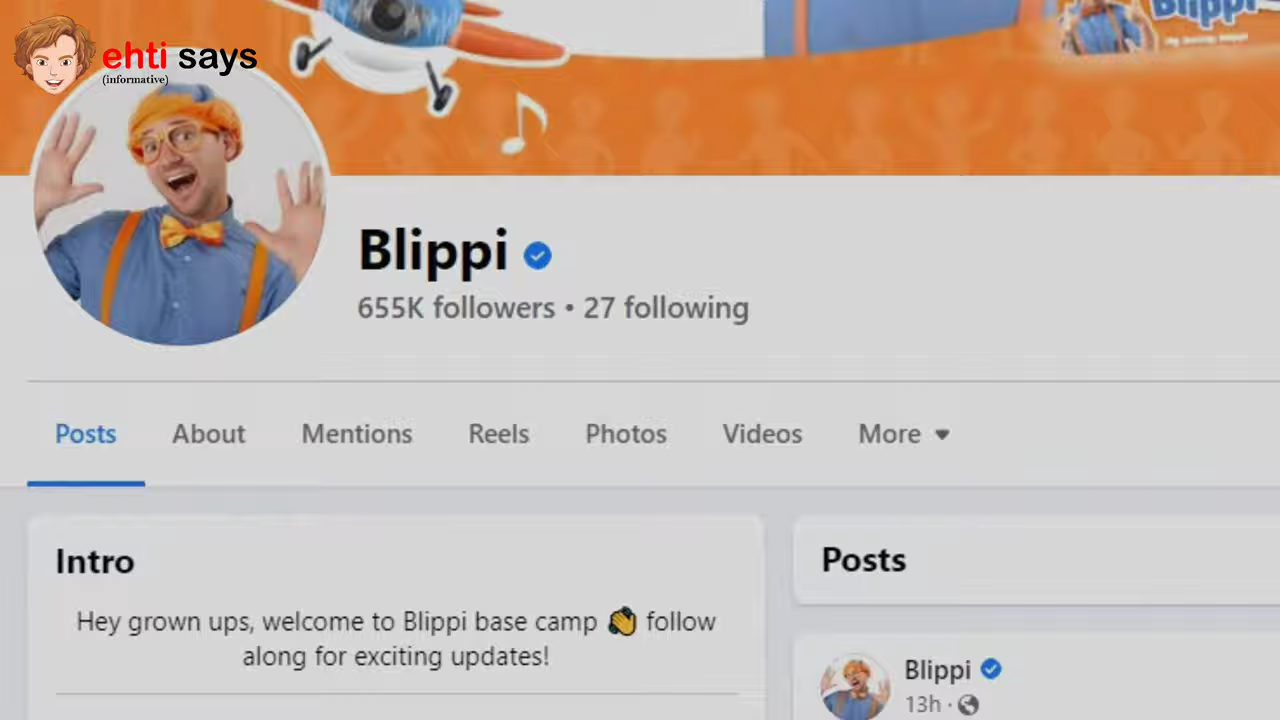 ehti says
(informative)
Blippi
Blippi
655K followers • 27 following
Posts
About
Mentions
Reels
Photos
Videos
More
Intro
Hey grown ups, welcome to Blippi base camp 👏 follow
along for exciting updates!
Posts
Blippi
13h ·